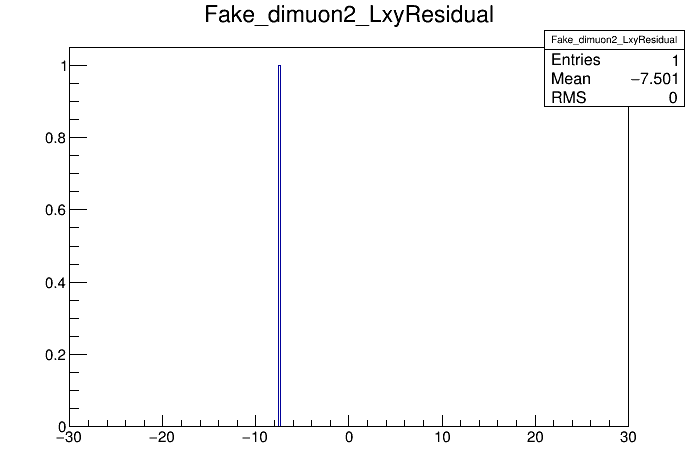 Fake_dimuon2_LxyResidual
Fake_dimuon2_LxyResidual
Entries 1
Mean −7.501
RMS 0
1
0.8
0.6
0.4
0.2
0
−30 −20 −10 0 10 20 30